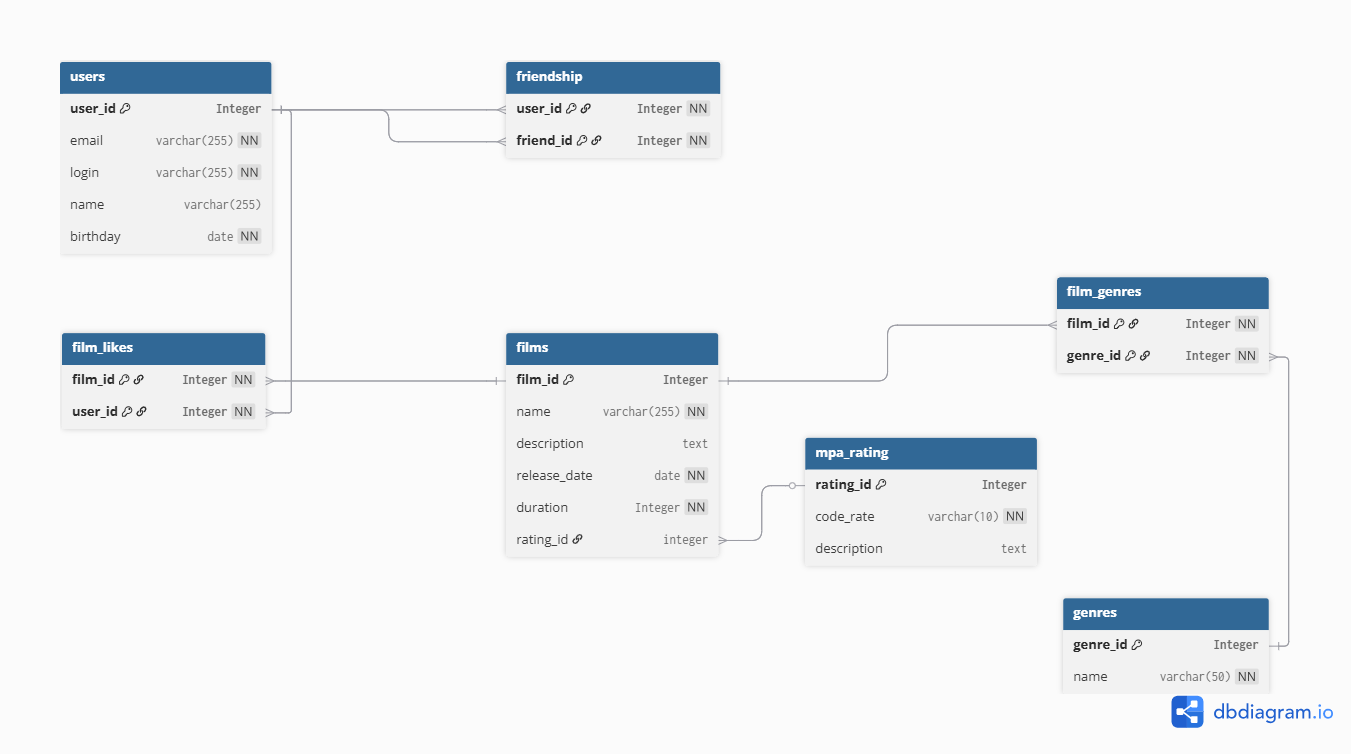 users
user_id Integer
email varchar(255) NN
login varchar(255) NN
name varchar(255)
birthday date NN
friendship
user_id Integer NN
friend_id Integer NN
film_likes
film_id Integer NN
user_id Integer NN
films
film_id Integer
name varchar(255) NN
description text
release_date date NN
duration Integer NN
rating_id integer
mpa_rating
rating_id Integer
code_rate varchar(10) NN
description text
film_genres
film_id Integer NN
genre_id Integer NN
genres
genre_id Integer
name varchar(50) NN
dbdiagram.io